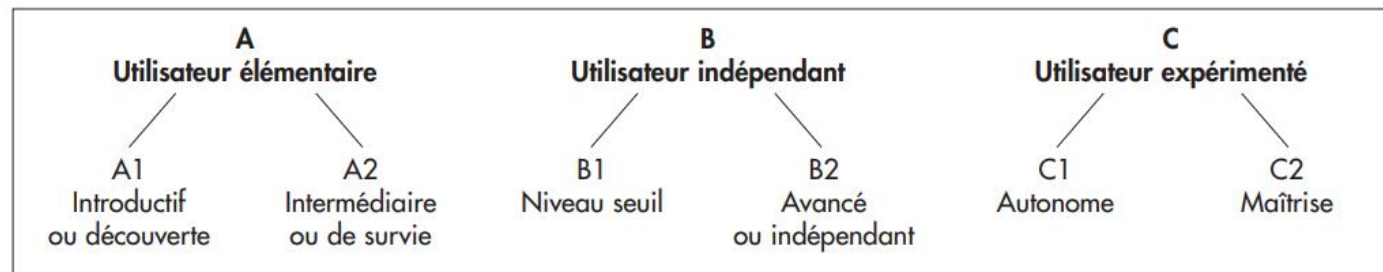 A
Utilisateur élémentaire
B
Utilisateur indépendant
C
Utilisateur expérimenté
A1
Introductif
ou découverte
A2
Intermédiaire
ou de survie
B1
Niveau seuil
B2
Avancé
ou indépendant
C1
Autonome
C2
Maîtrise